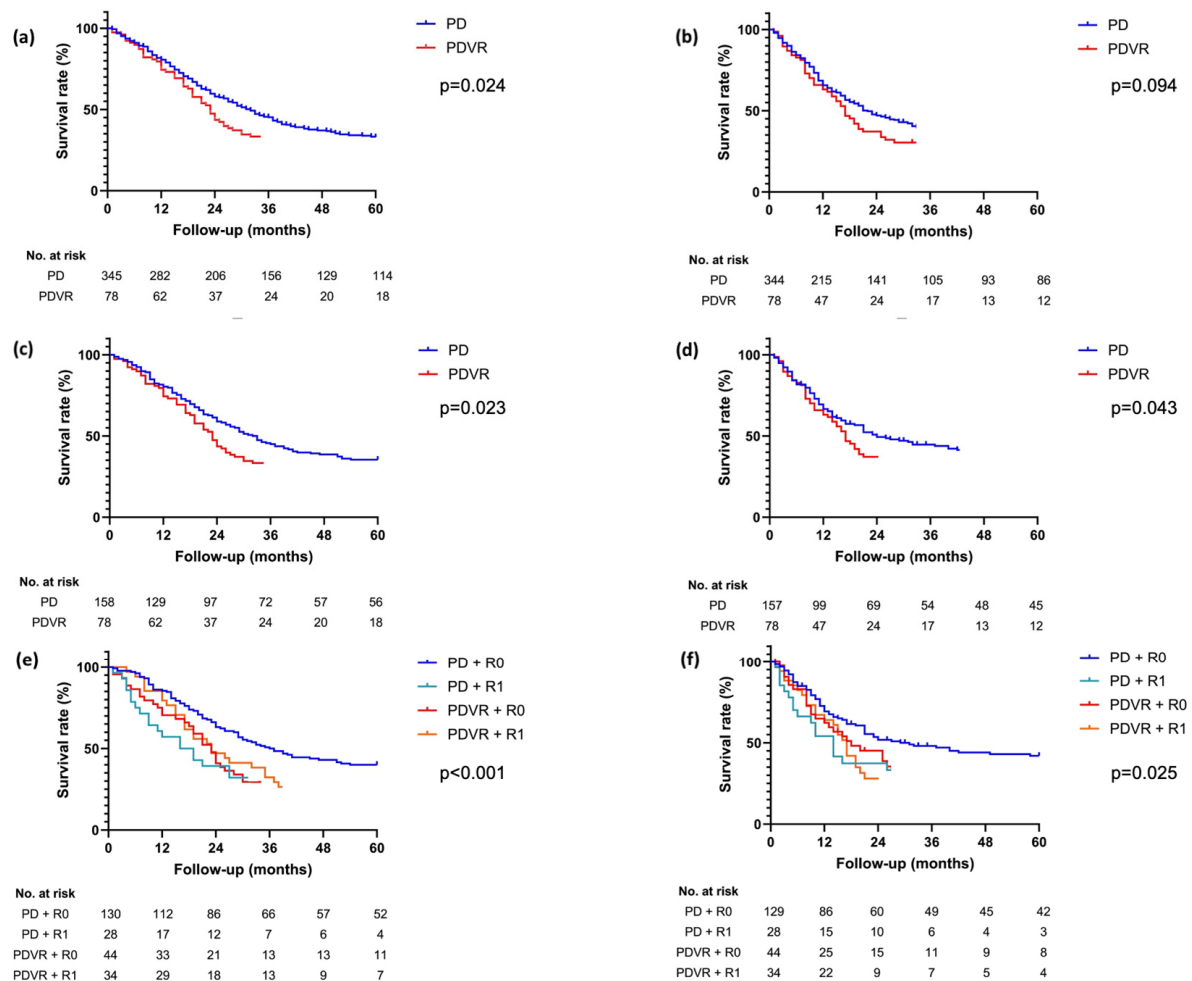 (a)
Survival rate (%)
100
50
0
0 12 24 36 48 60
Follow-up (months)
PD
PDVR
p=0.024
No. at risk
PD 345 282 206 156 129 114
PDVR 78 62 37 24 20 18
(b)
Survival rate (%)
100
50
0
0 12 24 36 48 60
Follow-up (months)
PD
PDVR
p=0.094
No. at risk
PD 344 215 141 105 93 86
PDVR 78 47 24 17 13 12
(c)
Survival rate (%)
100
50
0
0 12 24 36 48 60
Follow-up (months)
PD
PDVR
p=0.023
No. at risk
PD 158 129 97 72 57 56
PDVR 78 62 37 24 20 18
(d)
Survival rate (%)
100
50
0
0 12 24 36 48 60
Follow-up (months)
PD
PDVR
p=0.043
No. at risk
PD 157 99 69 54 48 45
PDVR 78 47 24 17 13 12
(e)
Survival rate (%)
100
50
0
0 12 24 36 48 60
Follow-up (months)
PD + R0
PD + R1
PDVR + R0
PDVR + R1
p<0.001
No. at risk
PD + R0 130 112 86 66 57 52
PD + R1 28 17 12 7 6 4
PDVR + R0 44 33 21 13 13 11
PDVR + R1 34 29 18 13 9 7
(f)
Survival rate (%)
100
50
0
0 12 24 36 48 60
Follow-up (months)
PD + R0
PD + R1
PDVR + R0
PDVR + R1
p=0.025
No. at risk
PD + R0 129 86 60 49 45 42
PD + R1 28 15 10 6 4 3
PDVR + R0 44 25 15 11 9 8
PDVR + R1 34 22 9 7 5 4